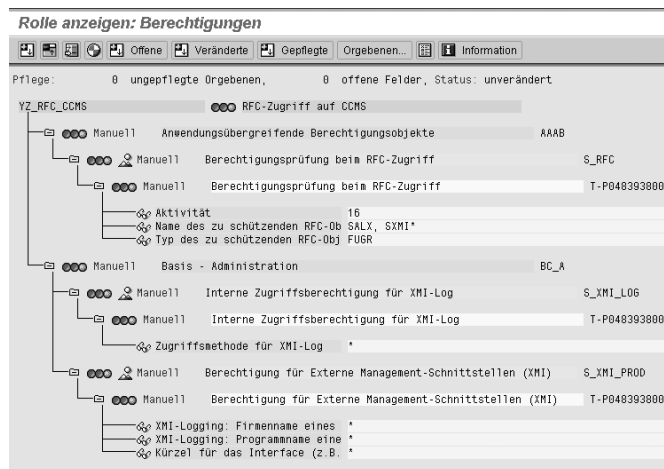 Rolle anzeigen: Berechtigungen
Offene Veränderte Gepflegte Orgebenen... Information
Pflege: 0 ungepflegte Orgebenen, 0 offene Felder, Status: unverändert
YZ_RFC_CCMS RFC-Zugriff auf CCMS
Manuell Anwendungsübergreifende Berechtigungsobjekte AAAB
Manuell Berechtigungsprüfung beim RFC-Zugriff S_RFC
Manuell Berechtigungsprüfung beim RFC-Zugriff T-P048393800
Aktivität 16
Name des zu schützenden RFC-Ob SALX, SXMI*
Typ des zu schützenden RFC-Obj FUGR
Manuell Basis - Administration BC_A
Manuell Interne Zugriffsberechtigung für XMI-Log S_XMI_LOG
Manuell Interne Zugriffsberechtigung für XMI-Log T-P048393800
Zugriffsmethode für XMI-Log *
Manuell Berechtigung für Externe Management-Schnittstellen (XMI) S_XMI_PROD
Manuell Berechtigung für Externe Management-Schnittstellen (XMI) T-P048393800
XMI-Logging: Firmenname eines *
XMI-Logging: Programmname eine *
Kürzel für das Interface (z.B. *